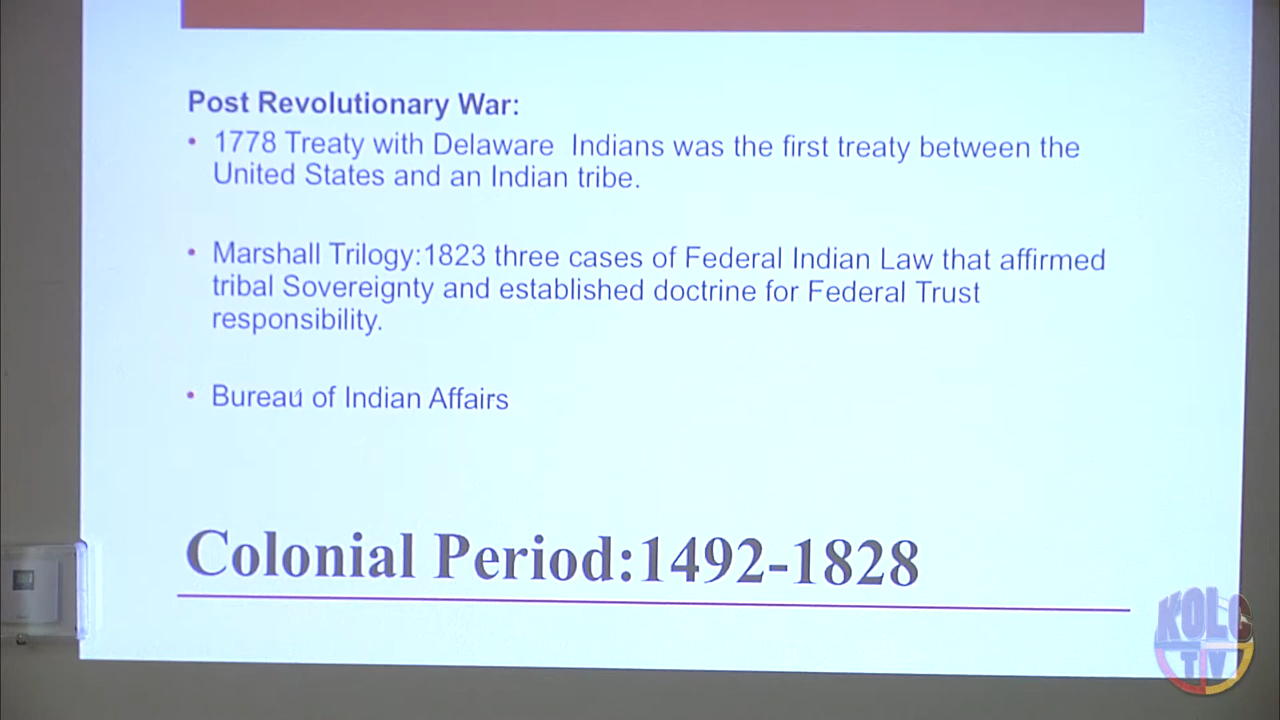 Post Revolutionary War:
• 1778 Treaty with Delaware Indians was the first treaty between the
United States and an Indian tribe.
• Marshall Trilogy:1823 three cases of Federal Indian Law that affirmed
tribal Sovereignty and established doctrine for Federal Trust
responsibility.
• Bureau of Indian Affairs
Colonial Period:1492-1828
KOLC
TV